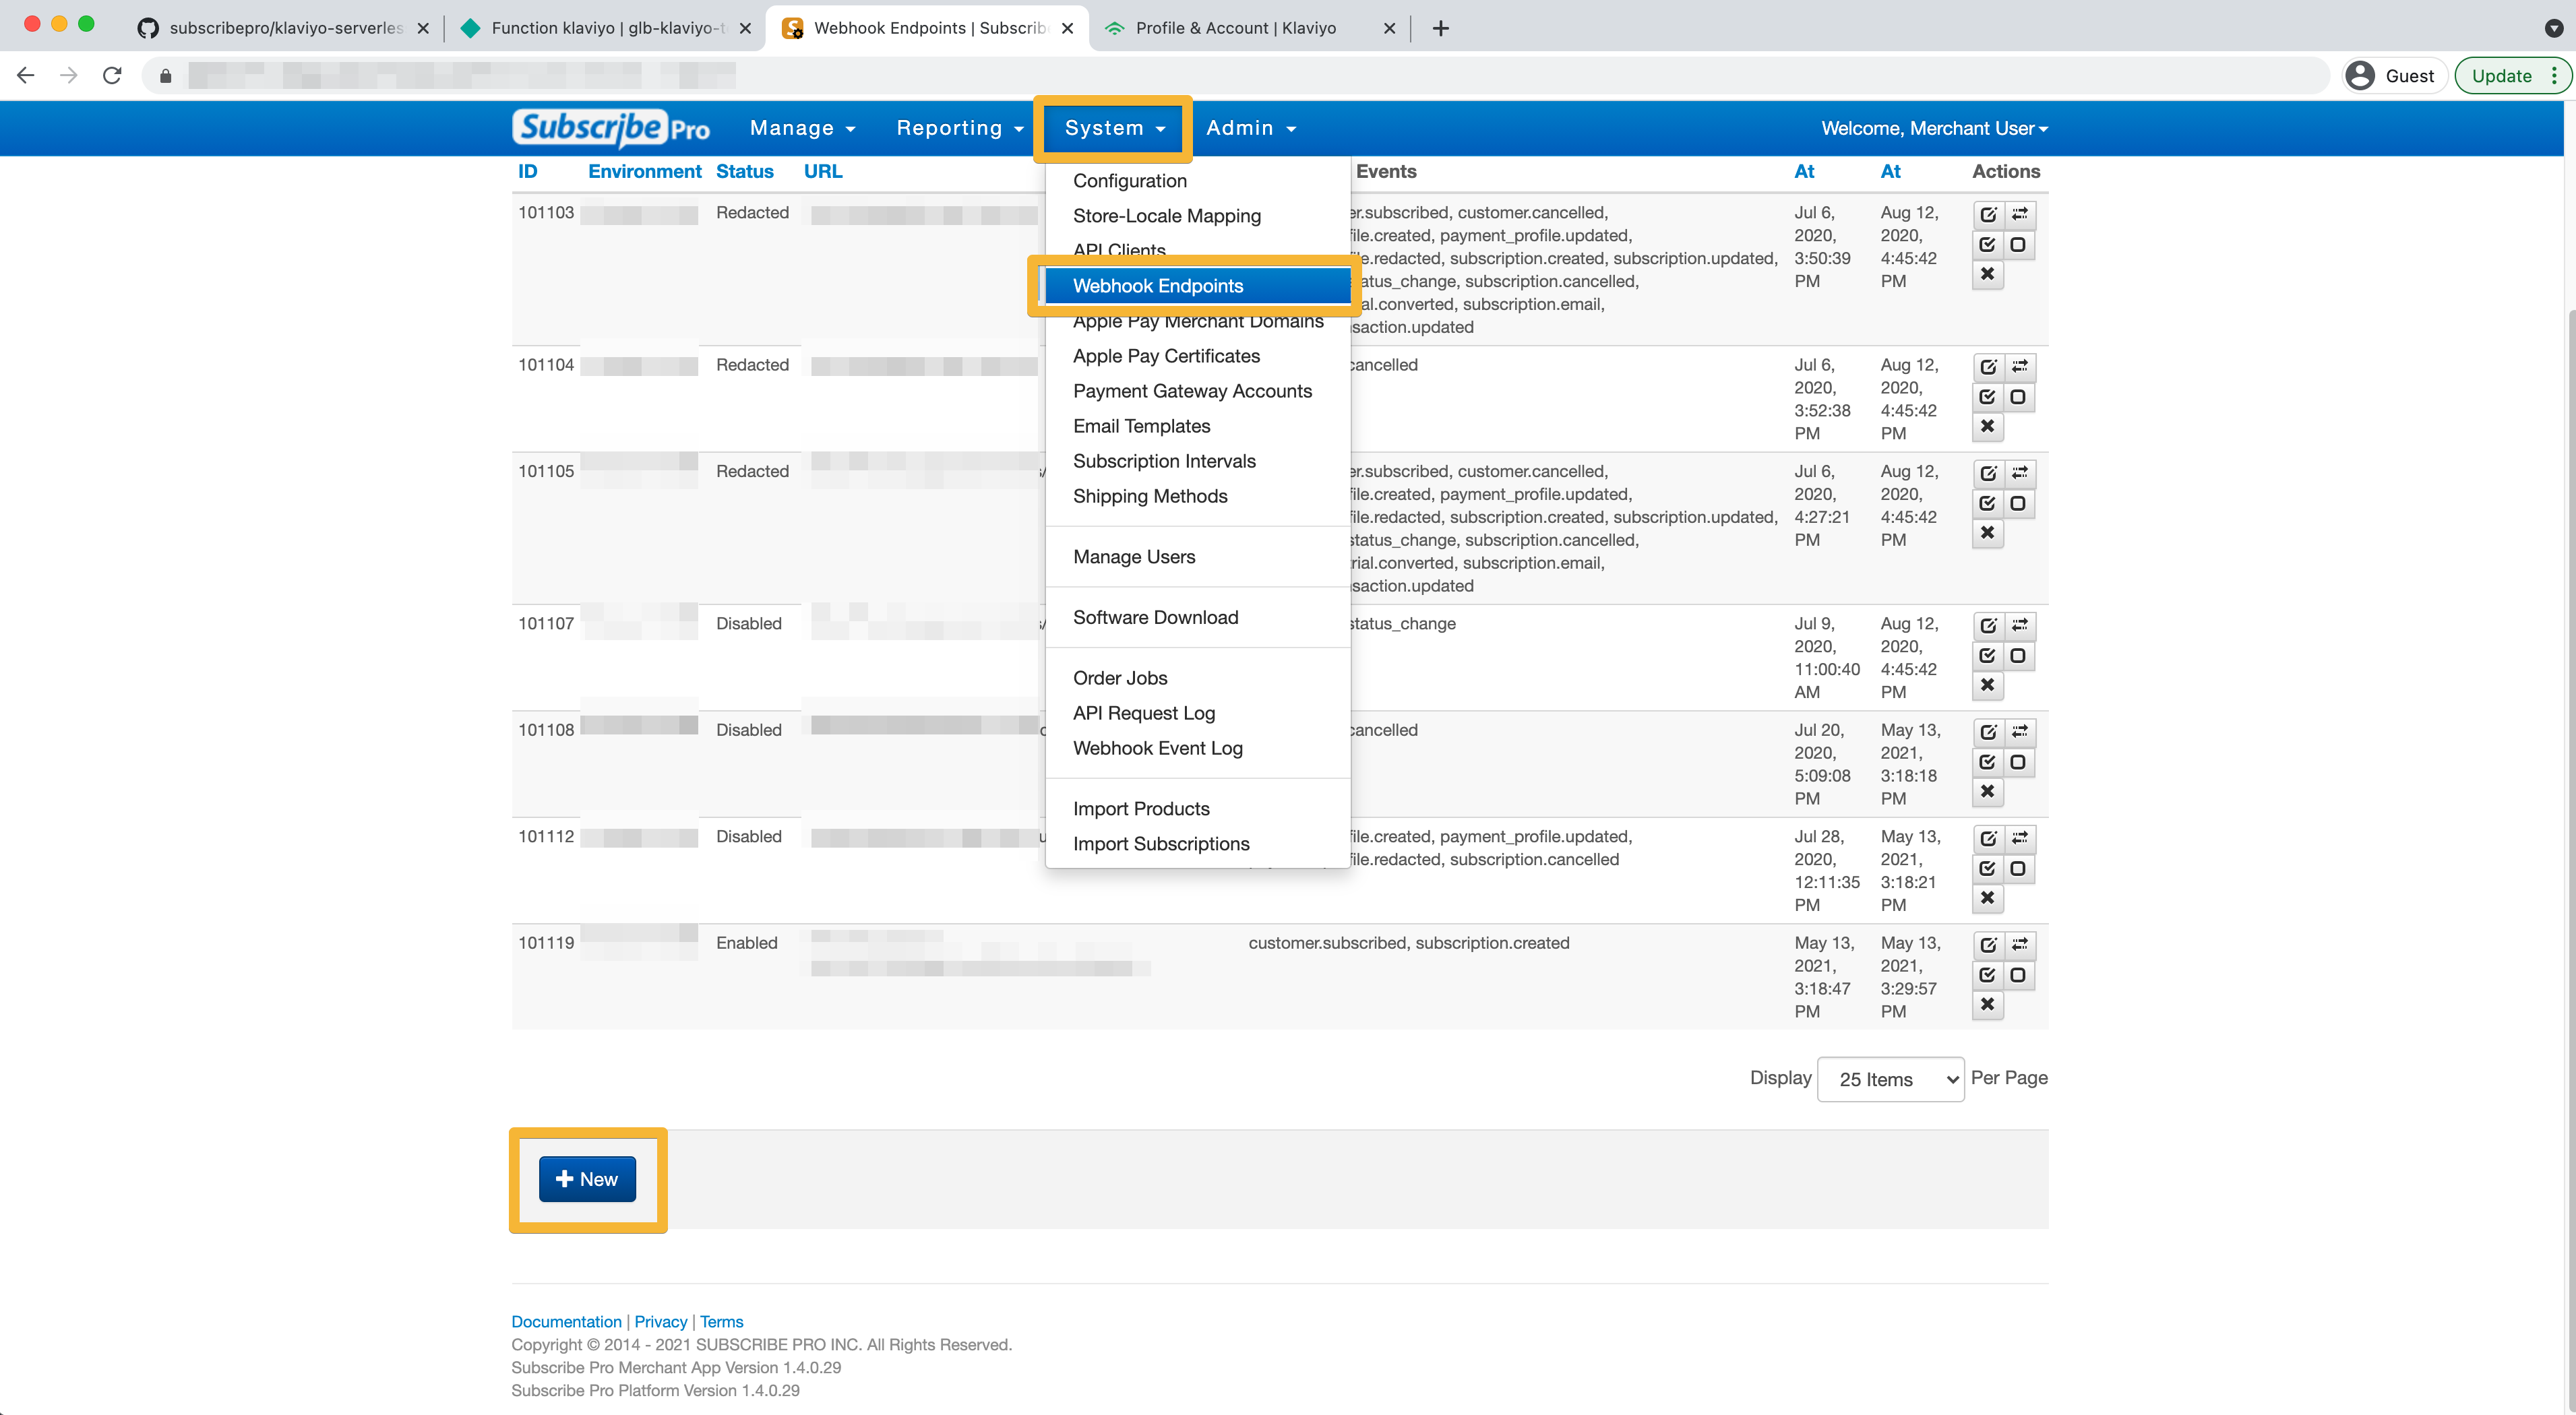 subscribepro/klaviyo-serverles
Function klaviyo | glb-klaviyo-t
Webhook Endpoints | Subscrib
Profile & Account | Klaviyo
Guest
Update
Subscribe Pro
Manage
Reporting
System
Admin
Welcome, Merchant User
ID Environment Status URL Events At At Actions
Configuration
Store-Locale Mapping
API Clients
Webhook Endpoints
Apple Pay Merchant Domains
Apple Pay Certificates
Payment Gateway Accounts
Email Templates
Subscription Intervals
Shipping Methods
Manage Users
Software Download
Order Jobs
API Request Log
Webhook Event Log
Import Products
Import Subscriptions
101103 Redacted
er.subscribed, customer.cancelled,
file.created, payment_profile.updated,
file.redacted, subscription.created, subscription.updated,
atus_change, subscription.cancelled,
al.converted, subscription.email,
saction.updated
Jul 6,
2020,
3:50:39
PM
Aug 12,
2020,
4:45:42
PM
101104 Redacted
cancelled
Jul 6,
2020,
3:52:38
PM
Aug 12,
2020,
4:45:42
PM
101105 Redacted
s/
er.subscribed, customer.cancelled,
file.created, payment_profile.updated,
file.redacted, subscription.created, subscription.updated,
status_change, subscription.cancelled,
rial.converted, subscription.email,
saction.updated
Jul 6,
2020,
4:27:21
PM
Aug 12,
2020,
4:45:42
PM
101107 Disabled
s/
status_change
Jul 9,
2020,
11:00:40
AM
Aug 12,
2020,
4:45:42
PM
101108 Disabled
cancelled
Jul 20,
2020,
5:09:08
PM
May 13,
2021,
3:18:18
PM
101112 Disabled
file.created, payment_profile.updated,
file.redacted, subscription.cancelled
Jul 28,
2020,
12:11:35
PM
May 13,
2021,
3:18:21
PM
101119 Enabled
customer.subscribed, subscription.created
May 13,
2021,
3:18:47
PM
May 13,
2021,
3:29:57
PM
Display 25 Items Per Page
New
Documentation | Privacy | Terms
Copyright © 2014 - 2021 SUBSCRIBE PRO INC. All Rights Reserved.
Subscribe Pro Merchant App Version 1.4.0.29
Subscribe Pro Platform Version 1.4.0.29